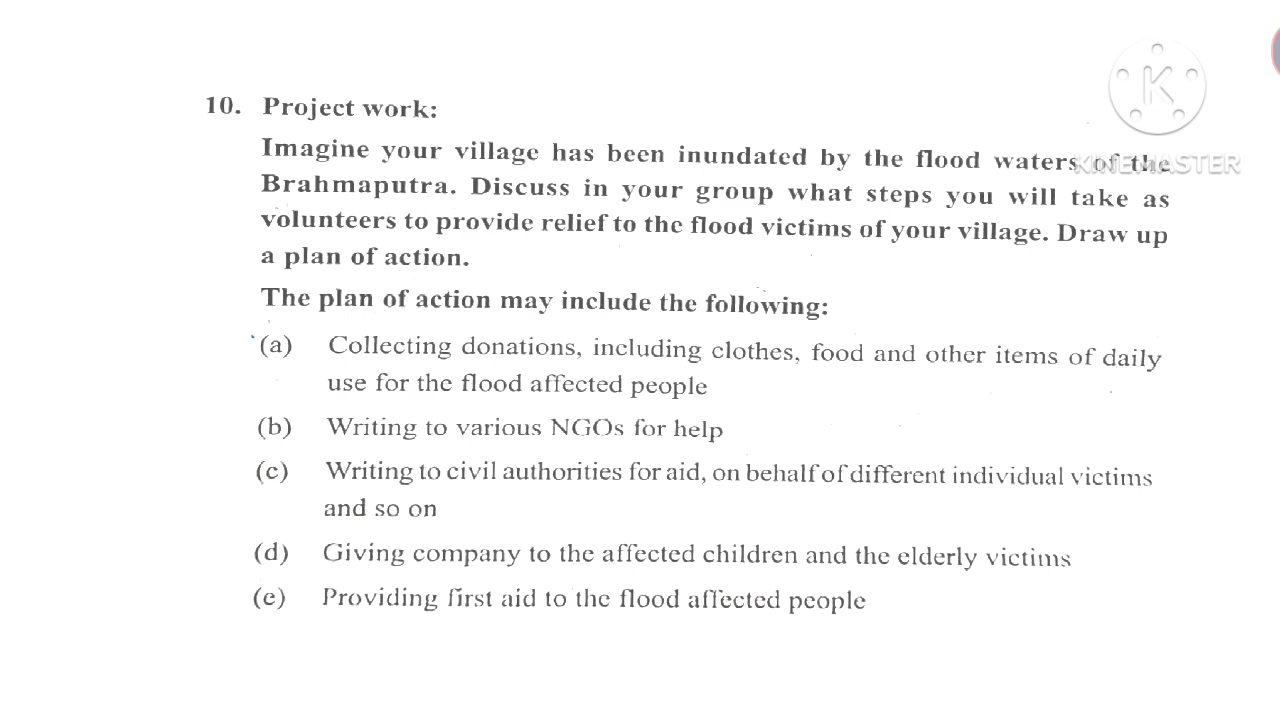 10. Project work:
Imagine your village has been inundated by the flood waters of the
Brahmaputra. Discuss in your group what steps you will take as
volunteers to provide relief to the flood victims of your village. Draw up
a plan of action.
The plan of action may include the following:
(a) Collecting donations, including clothes, food and other items of daily
use for the flood affected people
(b) Writing to various NGOs for help
(c) Writing to civil authorities for aid, on behalf of different individual victims
and so on
(d) Giving company to the affected children and the elderly victims
(e) Providing first aid to the flood affected people
K
KINEMASTER